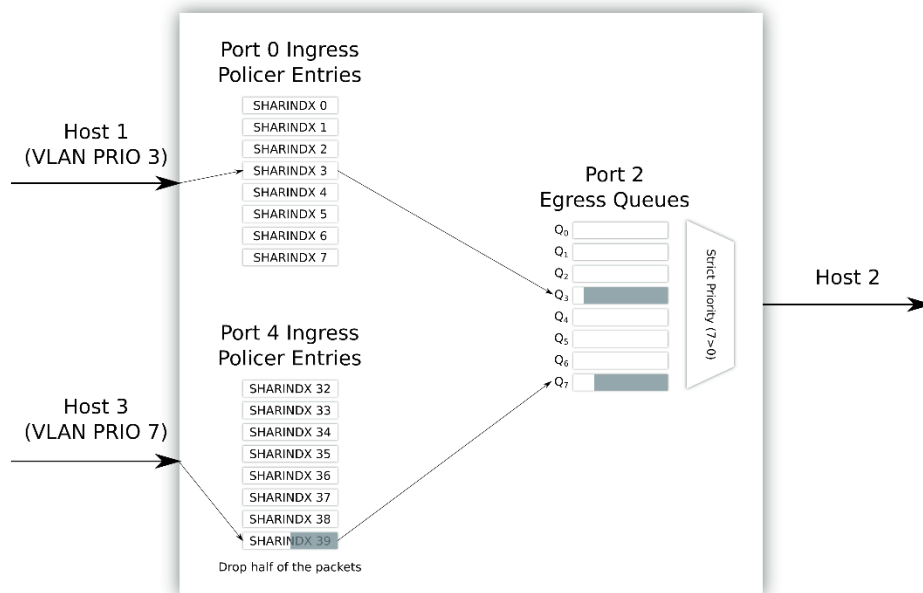 Port 0 Ingress
Policer Entries
SHARINDX 0
SHARINDX 1
SHARINDX 2
SHARINDX 3
SHARINDX 4
SHARINDX 5
SHARINDX 6
SHARINDX 7
Host 1
(VLAN PRIO 3)
Port 4 Ingress
Policer Entries
SHARINDX 32
SHARINDX 33
SHARINDX 34
SHARINDX 35
SHARINDX 36
SHARINDX 37
SHARINDX 38
SHARINDX 39
Drop half of the packets
Host 3
(VLAN PRIO 7)
Port 2
Egress Queues
Q₀
Q₁
Q₂
Q₃
Q₄
Q₅
Q₆
Q₇
Strict Priority (7>0)
Host 2